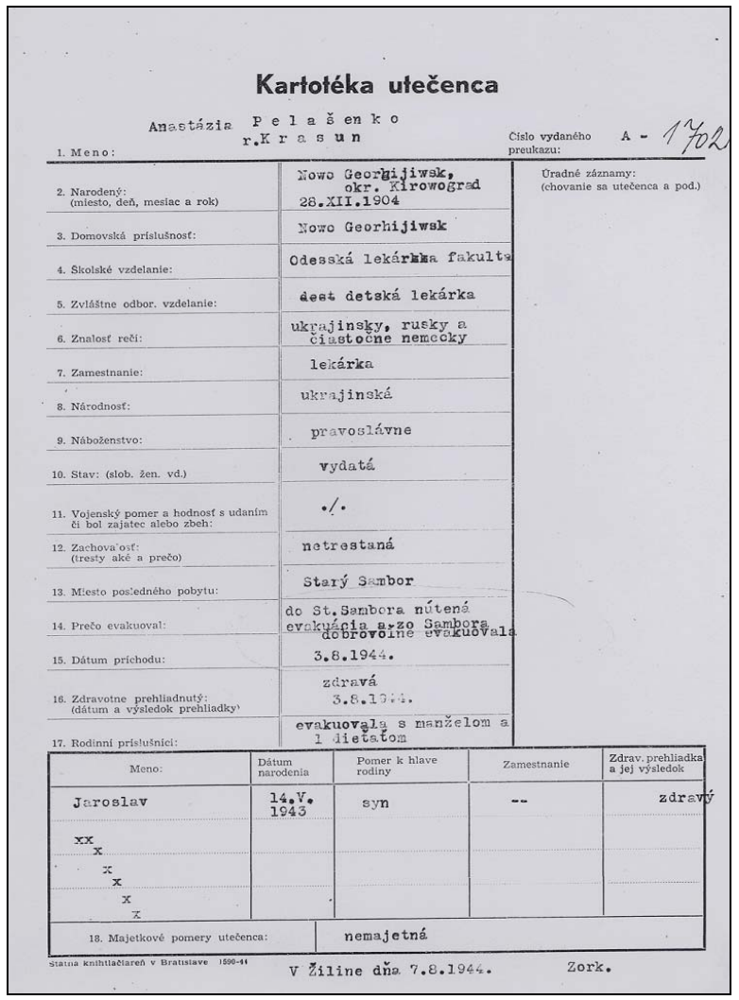 Kartotéka utečenca
Anastázia Pelašenko
r.Krasun
1. Meno:
Číslo vydaného preukazu: A - 1702
2. Narodený: (miesto, deň, mesiac a rok)
Nowo Georgijiwsk,
okr. Kirowograd
28.XII.1904
Úradné záznamy:
(chovanie sa utečenca a pod.)
3. Domovská príslušnosť: Nowo Georhijiwsk
4. Školské vzdelanie: Odesská lekárska fakulta
5. Zvláštne odbor. vzdelanie: dest detská lekárka
6. Znalosť rečí: ukrajinsky, rusky a
čiastočne nemecky
7. Zamestnanie: lekárka
8. Národnosť: ukrajinská
9. Náboženstvo: pravoslávne
10. Stav: (slob. žen. vd.) vydatá
11. Vojenský pomer a hodnosť s udaním
či bol zajatec alebo zbeh: ./.
12. Zachovalosť:
(tresty aké a prečo) netrestaná
13. Miesto posledného pobytu: Starý Sambor
14. Prečo evakuoval: do St.Sambora nútená
evakuácia a zo Sambora
dobrovoľne evakuovala
15. Dátum príchodu: 3.8.1944.
16. Zdravotne prehliadnutý:
(dátum a výsledok prehliadky)
zdravá
3.8.1944.
17. Rodinní príslušníci: evakuovala s manželom a
1 dieťaťom
Meno: Dátum narodenia Pomer k hlave rodiny Zamestnanie Zdrav. prehliadka a jej výsledok
Jaroslav 14.V. 1943 syn -- zdravý
xx
x
x
x
x
x
18. Majetkové pomery utečenca: nemajetná
Štátna kníhtlačiareň v Bratislave 1590-44
V Žiline dňa 7.8.1944. Zork.